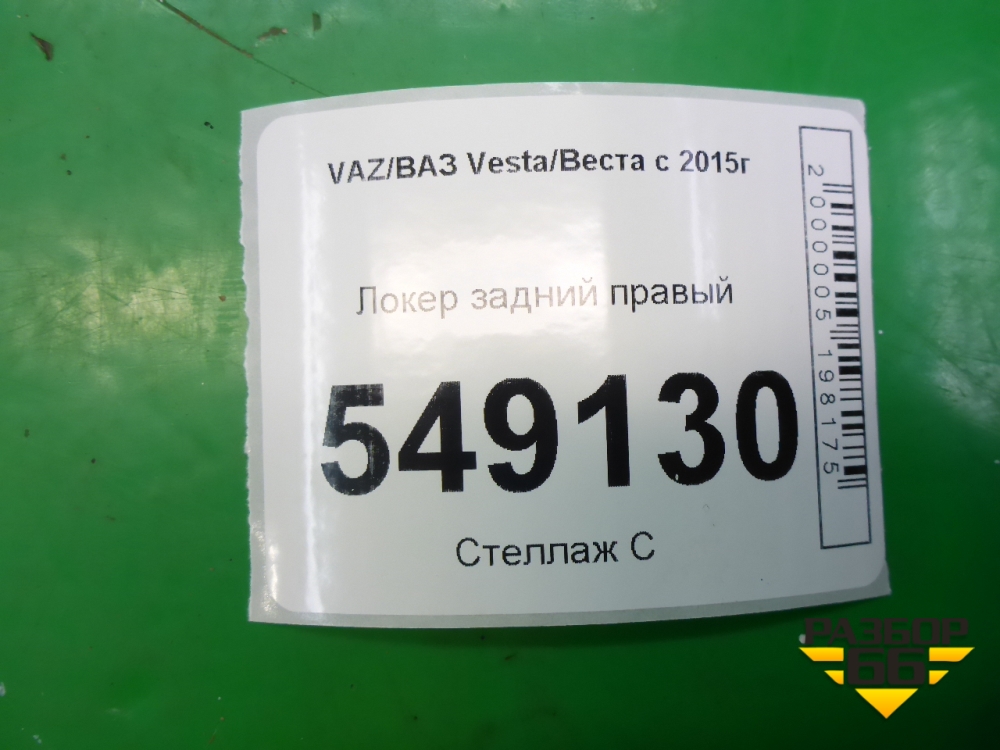 VAZ/ВАЗ Vesta/Веста с 2015г
Локер задний правый
549130
Стеллаж С
2000005198175
РАЗБОР
66